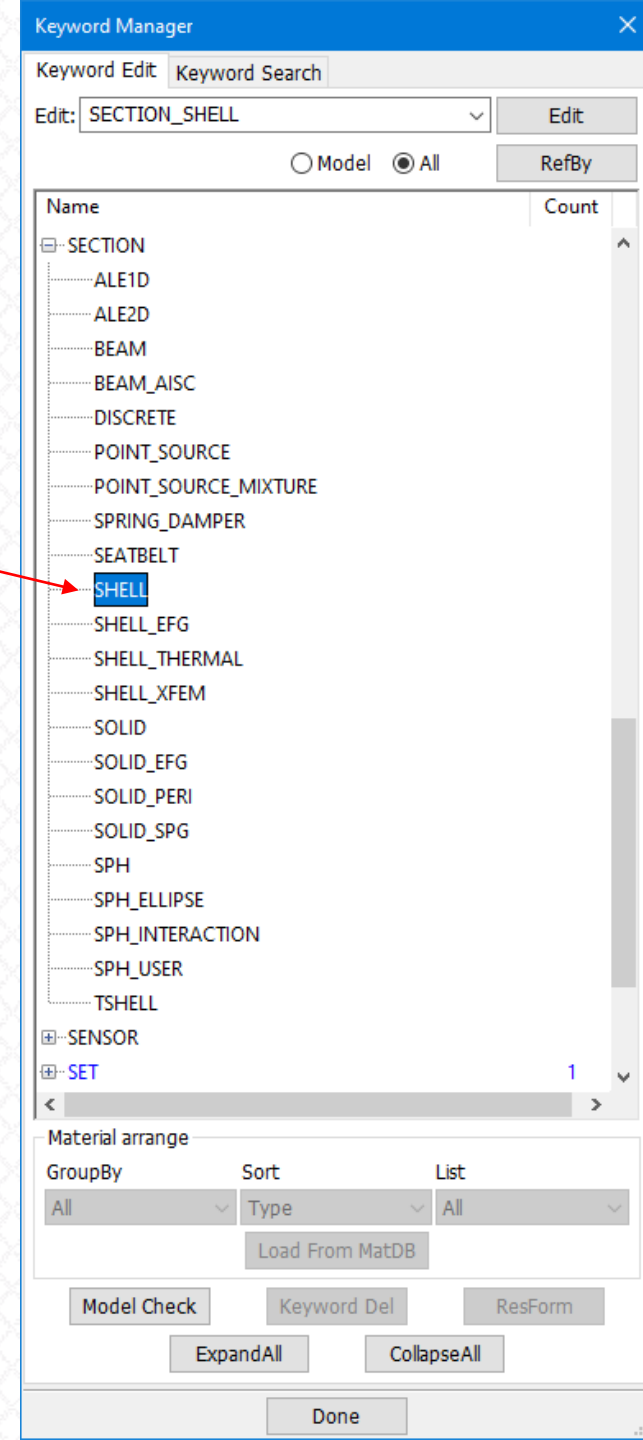 Keyword Manager
Keyword Edit Keyword Search
Edit: SECTION_SHELL Edit
Model All RefBy
Name Count
SECTION
ALE1D
ALE2D
BEAM
BEAM_AISC
DISCRETE
POINT_SOURCE
POINT_SOURCE_MIXTURE
SPRING_DAMPER
SEATBELT
SHELL
SHELL_EFG
SHELL_THERMAL
SHELL_XFEM
SOLID
SOLID_EFG
SOLID_PERI
SOLID_SPG
SPH
SPH_ELLIPSE
SPH_INTERACTION
SPH_USER
TSHELL
SENSOR
SET 1
Material arrange
GroupBy Sort List
All Type All
Load From MatDB
Model Check Keyword Del ResForm
ExpandAll CollapseAll
Done